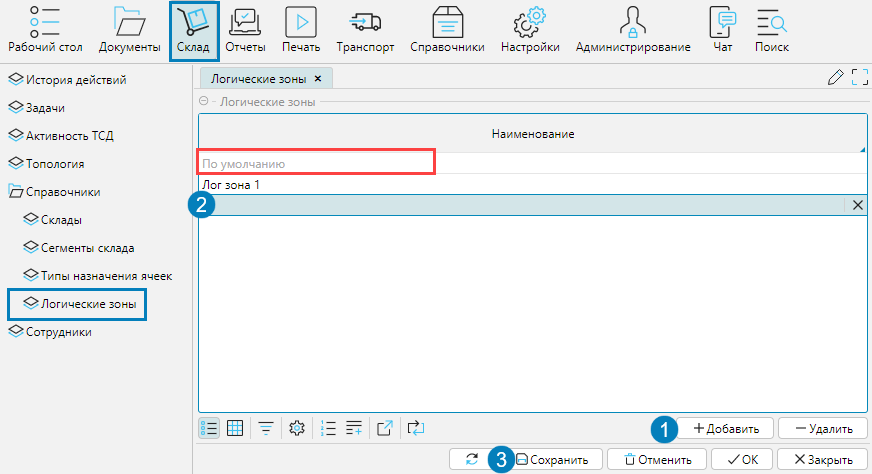 Рабочий стол Документы Склад Отчеты Печать Транспорт Справочники Настройки Администрирование Чат Поиск
История действий
Задачи
Активность ТСД
Топология
Справочники
Склады
Сегменты склада
Типы назначения ячеек
Логические зоны
Сотрудники
Логические зоны ×
Логические зоны
Наименование
По умолчанию
Лог зона 1
2
1 + Добавить — Удалить
3 Сохранить Отменить ОК Закрыть